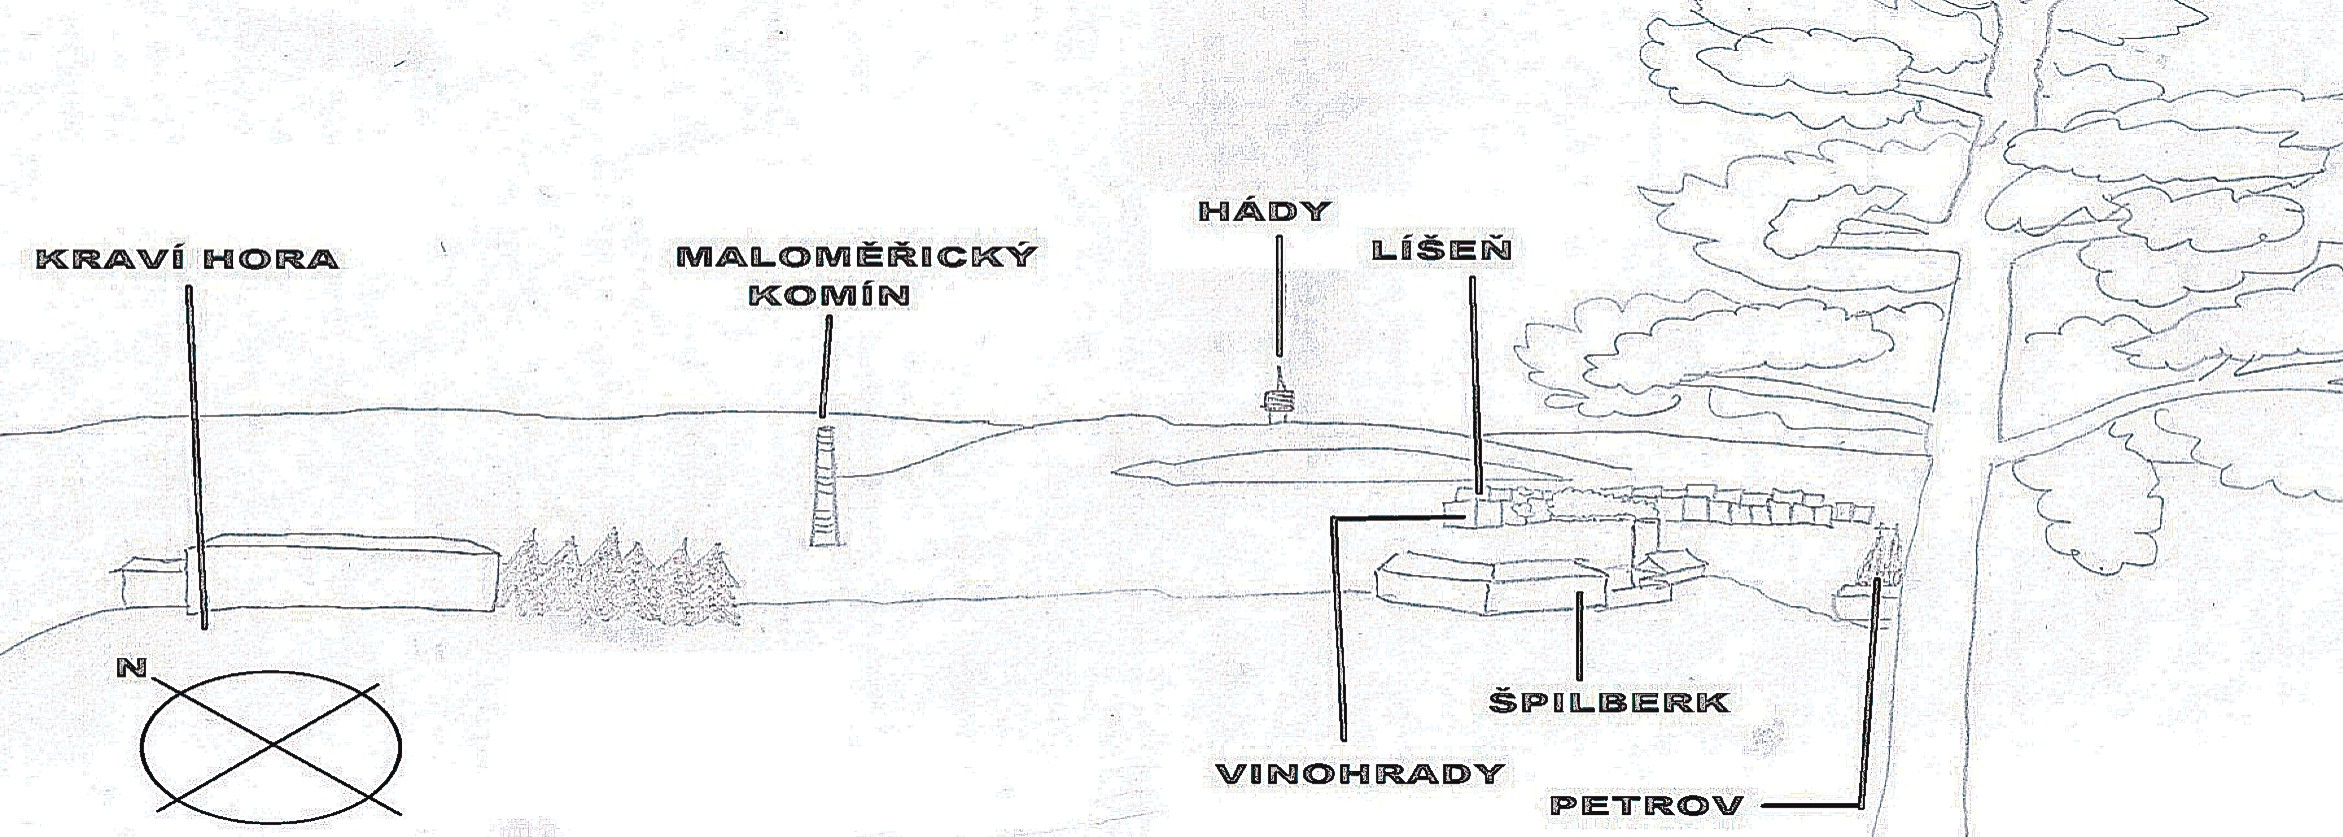 HÁDY
LÍŠEŇ
KRAVÍ HORA
MALOMĚŘICKÝ
KOMÍN
N
ŠPILBERK
VINOHRADY
PETROV